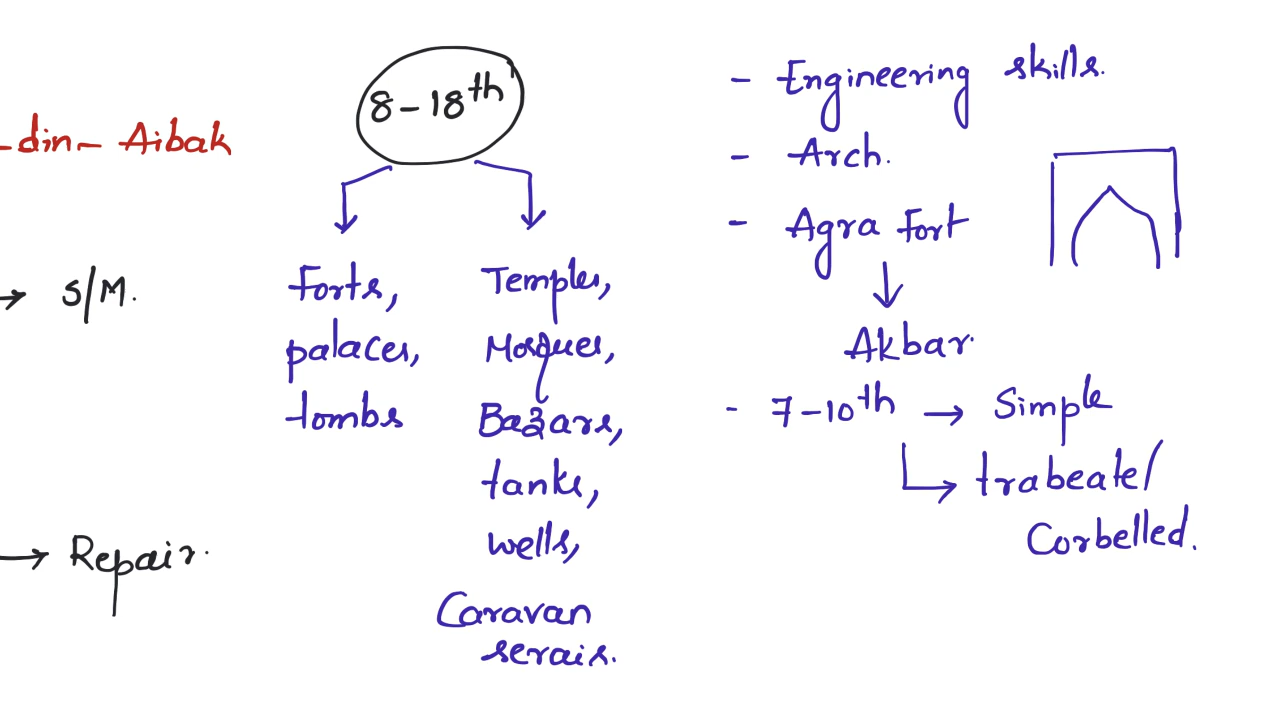 -din- Aibak
→ S/M.
→ Repair.
8-18th
Forts,
palaces,
tombs
Temples,
Mosques,
Bazars,
tanks,
wells,
Caravan
serais.
- Engineering skills.
- Arch.
- Agra Fort
Akbar.
- 7-10th → Simple
trabeate/
Corbelled.